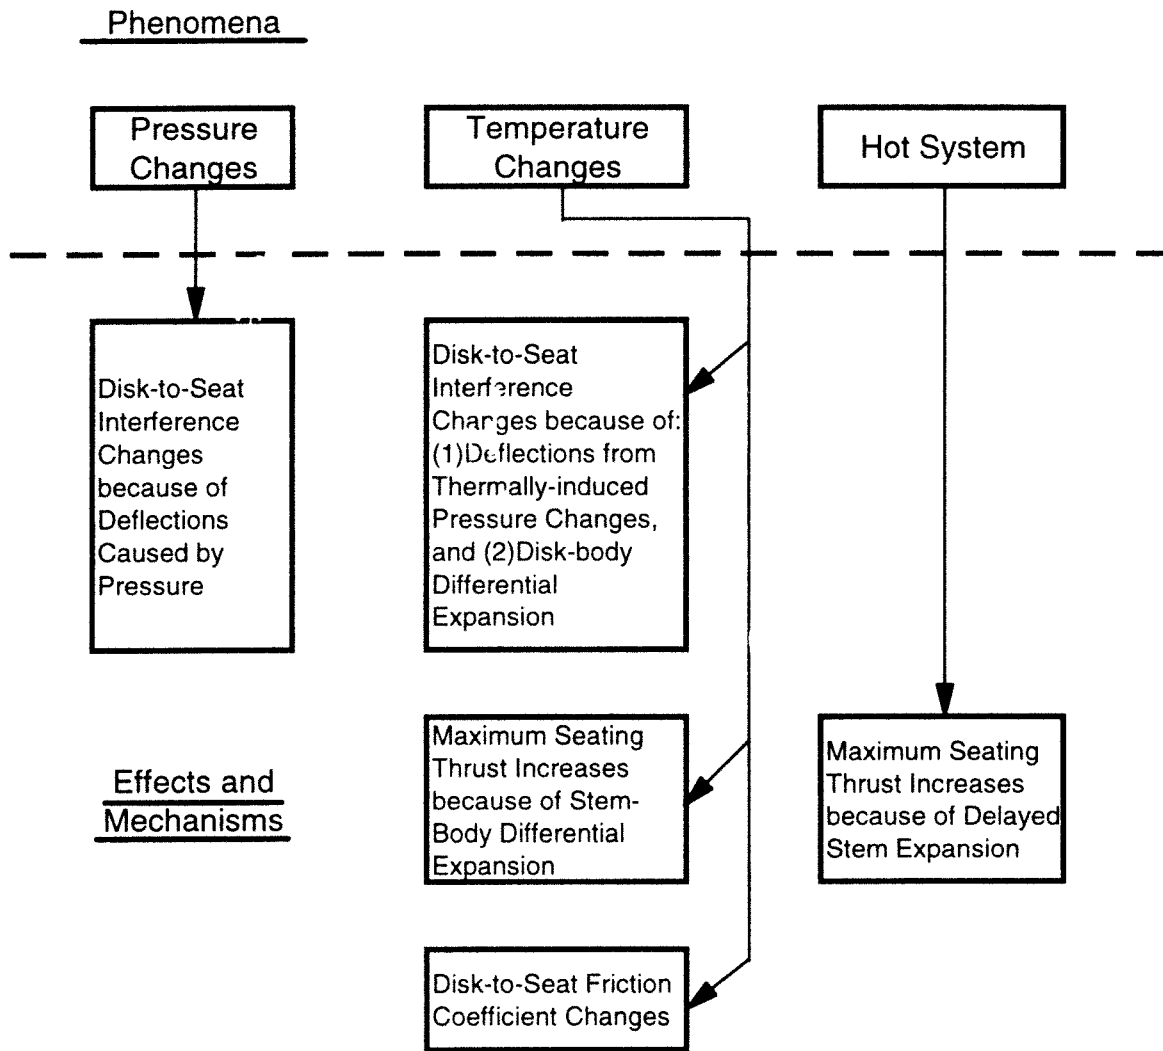 Phenomena
Pressure
Changes
Temperature
Changes
Hot System
Disk-to-Seat
Interference
Changes
because of
Deflections
Caused by
Pressure
Disk-to-Seat
Interference
Changes because of:
(1)Deflections from
Thermally-induced
Pressure Changes,
and (2)Disk-body
Differential
Expansion
Effects and
Mechanisms
Maximum Seating
Thrust Increases
because of Stem-
Body Differential
Expansion
Maximum Seating
Thrust Increases
because of Delayed
Stem Expansion
Disk-to-Seat Friction
Coefficient Changes